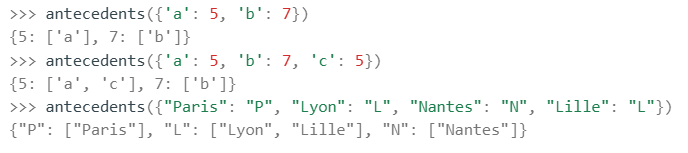 >>> antecedents({'a': 5, 'b': 7})
{5: ['a'], 7: ['b']}
>>> antecedents({'a': 5, 'b': 7, 'c': 5})
{5: ['a', 'c'], 7: ['b']}
>>> antecedents({"Paris": "P", "Lyon": "L", "Nantes": "N", "Lille": "L"})
{"P": ["Paris"], "L": ["Lyon", "Lille"], "N": ["Nantes"]}